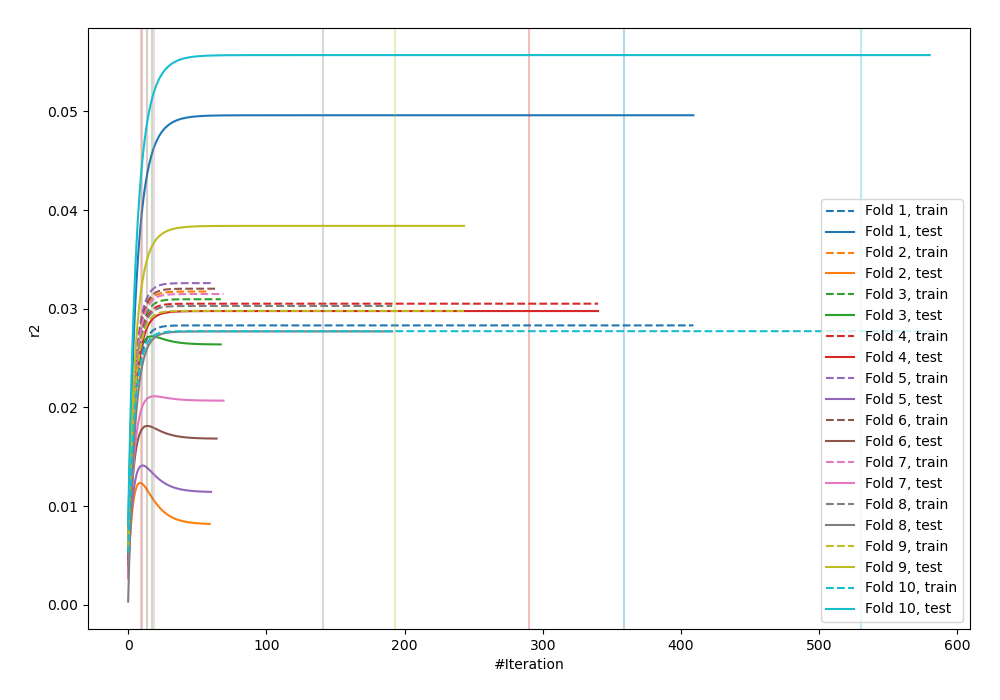 0.05
0.04
0.03
0.02
0.01
0.00
r2
0
100
200
300
400
500
600
#Iteration
Fold 1, train
Fold 1, test
Fold 2, train
Fold 2, test
Fold 3, train
Fold 3, test
Fold 4, train
Fold 4, test
Fold 5, train
Fold 5, test
Fold 6, train
Fold 6, test
Fold 7, train
Fold 7, test
Fold 8, train
Fold 8, test
Fold 9, train
Fold 9, test
Fold 10, train
Fold 10, test